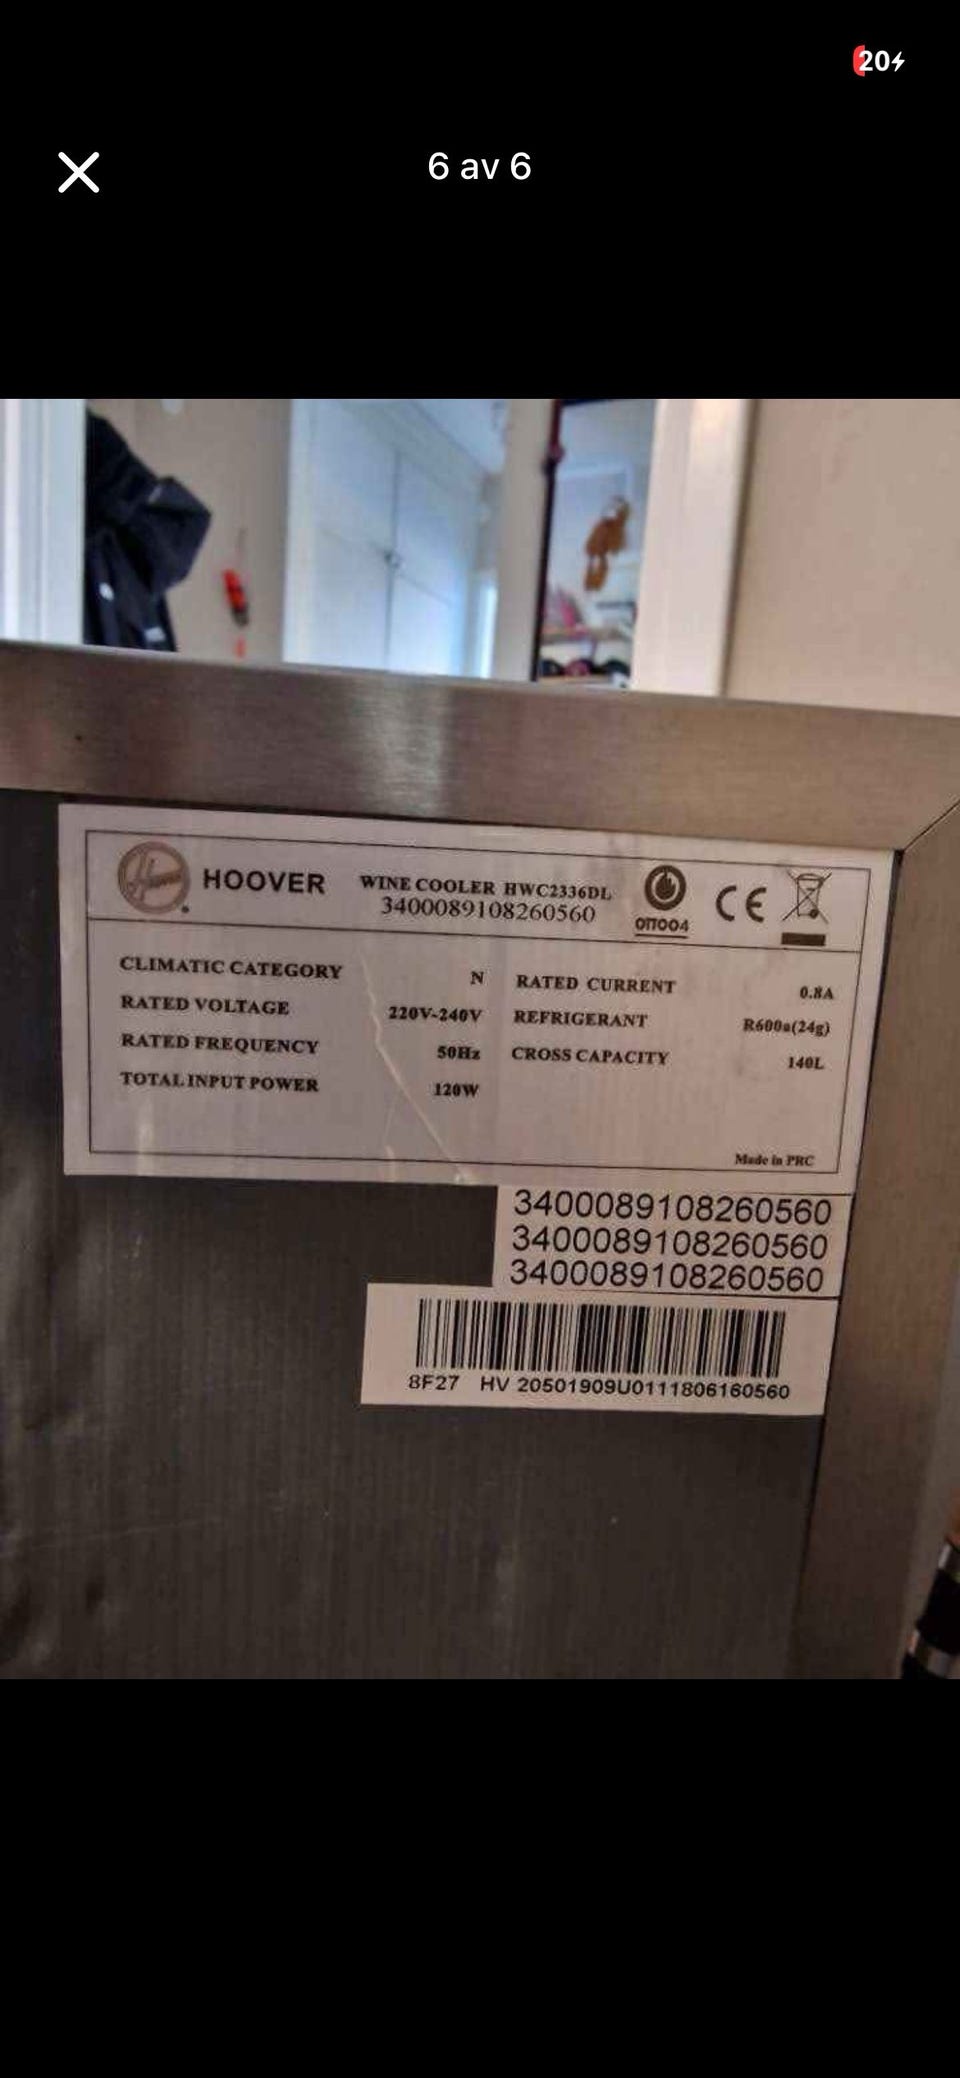 20
6 av 6
HOOVER WINE COOLER HWC2336DL
3400089108260560
OTT004
CE
CLIMATIC CATEGORY N RATED CURRENT 0.8A
RATED VOLTAGE 220V-240V REFRIGERANT R600a(24g)
RATED FREQUENCY 50Hz CROSS CAPACITY 140L
TOTAL INPUT POWER 120W
Made in PRC
3400089108260560
3400089108260560
3400089108260560
8F27 HV 20501909U0111806160560